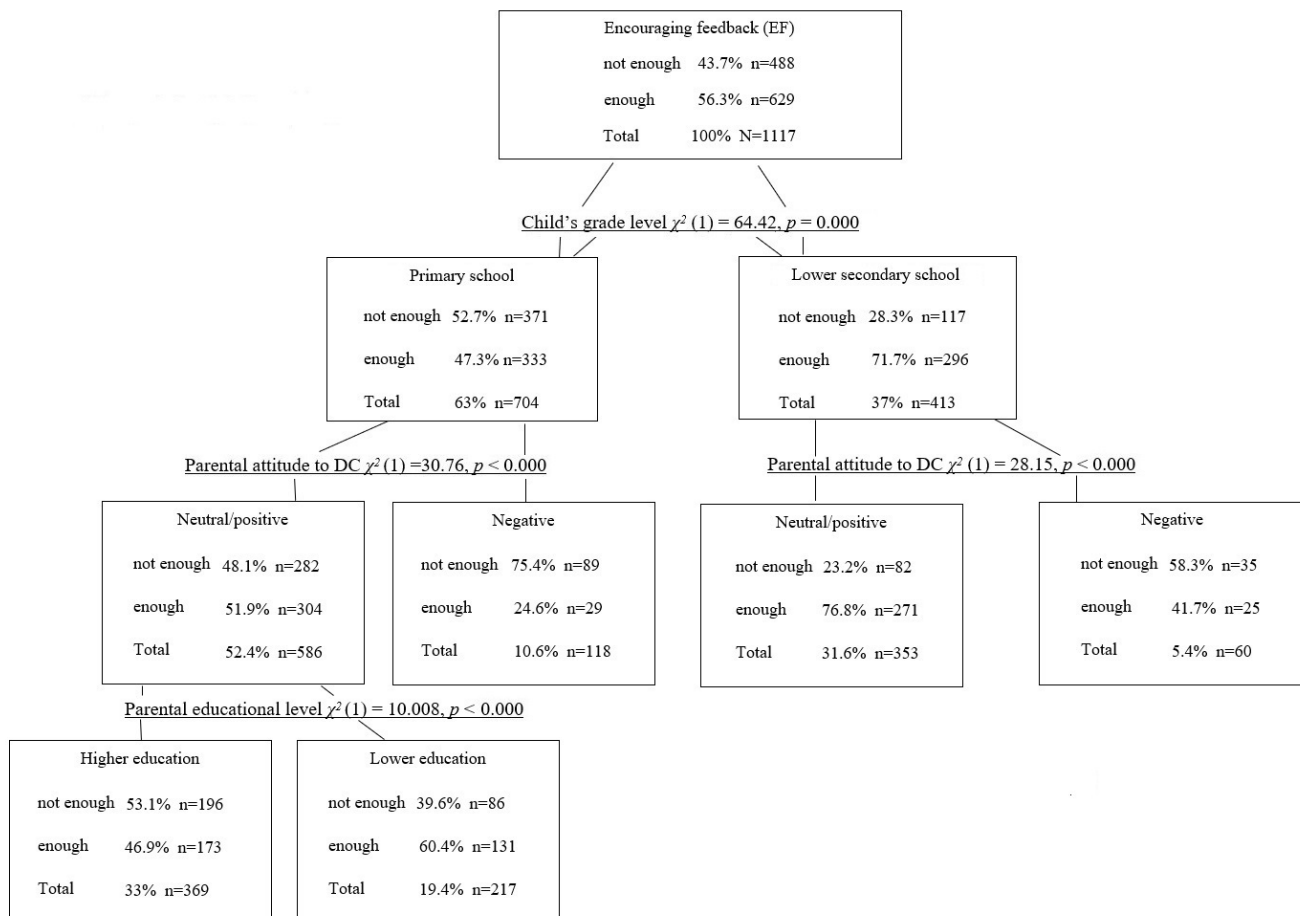 Encouraging feedback (EF)
not enough 43.7% n=488
enough 56.3% n=629
Total 100% N=1117
Child's grade level χ² (1) = 64.42, p = 0.000
Primary school
not enough 52.7% n=371
enough 47.3% n=333
Total 63% n=704
Lower secondary school
not enough 28.3% n=117
enough 71.7% n=296
Total 37% n=413
Parental attitude to DC χ² (1) =30.76, p < 0.000
Parental attitude to DC χ² (1) = 28.15, p < 0.000
Neutral/positive
not enough 48.1% n=282
enough 51.9% n=304
Total 52.4% n=586
Negative
not enough 75.4% n=89
enough 24.6% n=29
Total 10.6% n=118
Neutral/positive
not enough 23.2% n=82
enough 76.8% n=271
Total 31.6% n=353
Negative
not enough 58.3% n=35
enough 41.7% n=25
Total 5.4% n=60
Parental educational level χ² (1) = 10.008, p < 0.000
Higher education
not enough 53.1% n=196
enough 46.9% n=173
Total 33% n=369
Lower education
not enough 39.6% n=86
enough 60.4% n=131
Total 19.4% n=217